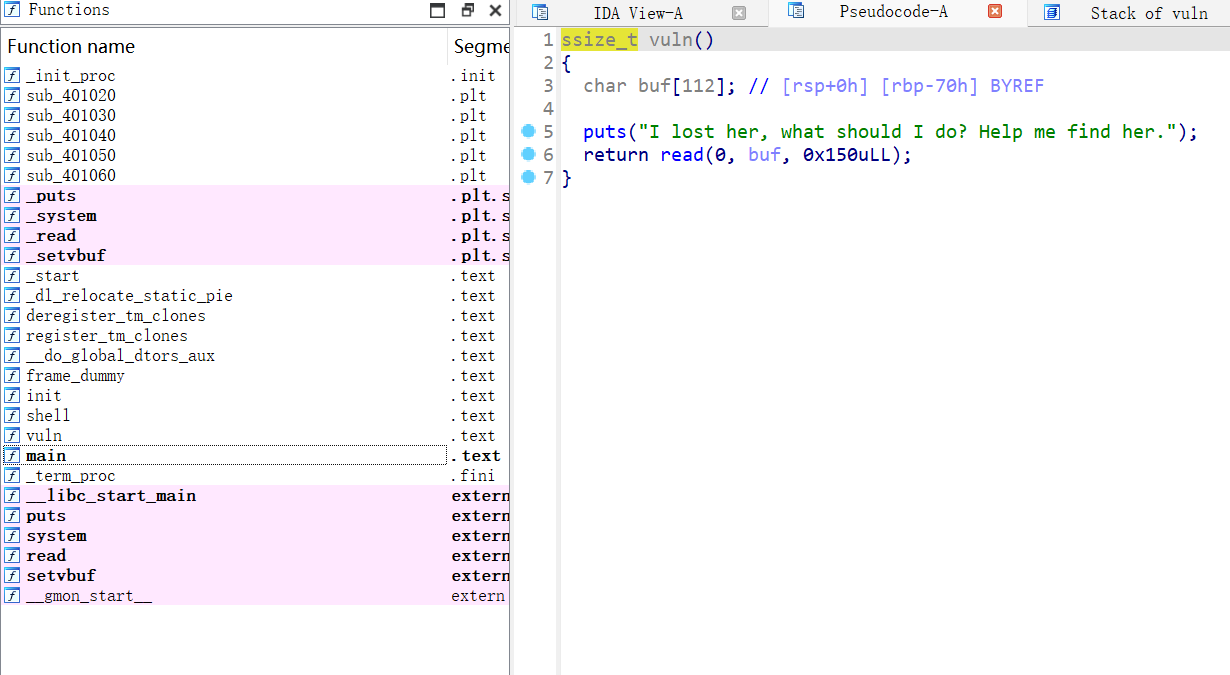 Functions
Function name Segme
_init_proc .init
sub_401020 .plt
sub_401030 .plt
sub_401040 .plt
sub_401050 .plt
sub_401060 .plt
_puts .plt.s
_system .plt.s
_read .plt.s
_setvbuf .plt.s
_start .text
_dl_relocate_static_pie .text
deregister_tm_clones .text
register_tm_clones .text
__do_global_dtors_aux .text
frame_dummy .text
init .text
shell .text
vuln .text
main .text
_term_proc .fini
__libc_start_main extern
puts extern
system extern
read extern
setvbuf extern
__gmon_start__ extern
IDA View-A Pseudocode-A Stack of vuln
1 ssize_t vuln()
2 {
3 char buf[112]; // [rsp+0h] [rbp-70h] BYREF
4
5 puts("I lost her, what should I do? Help me find her.");
6 return read(0, buf, 0x150uLL);
7 }